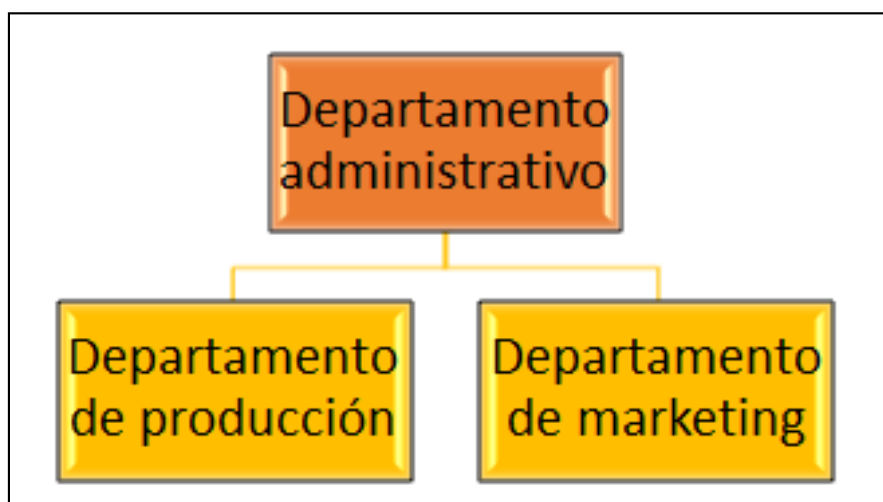 Departamento
administrativo
Departamento
de producción
Departamento
de marketing